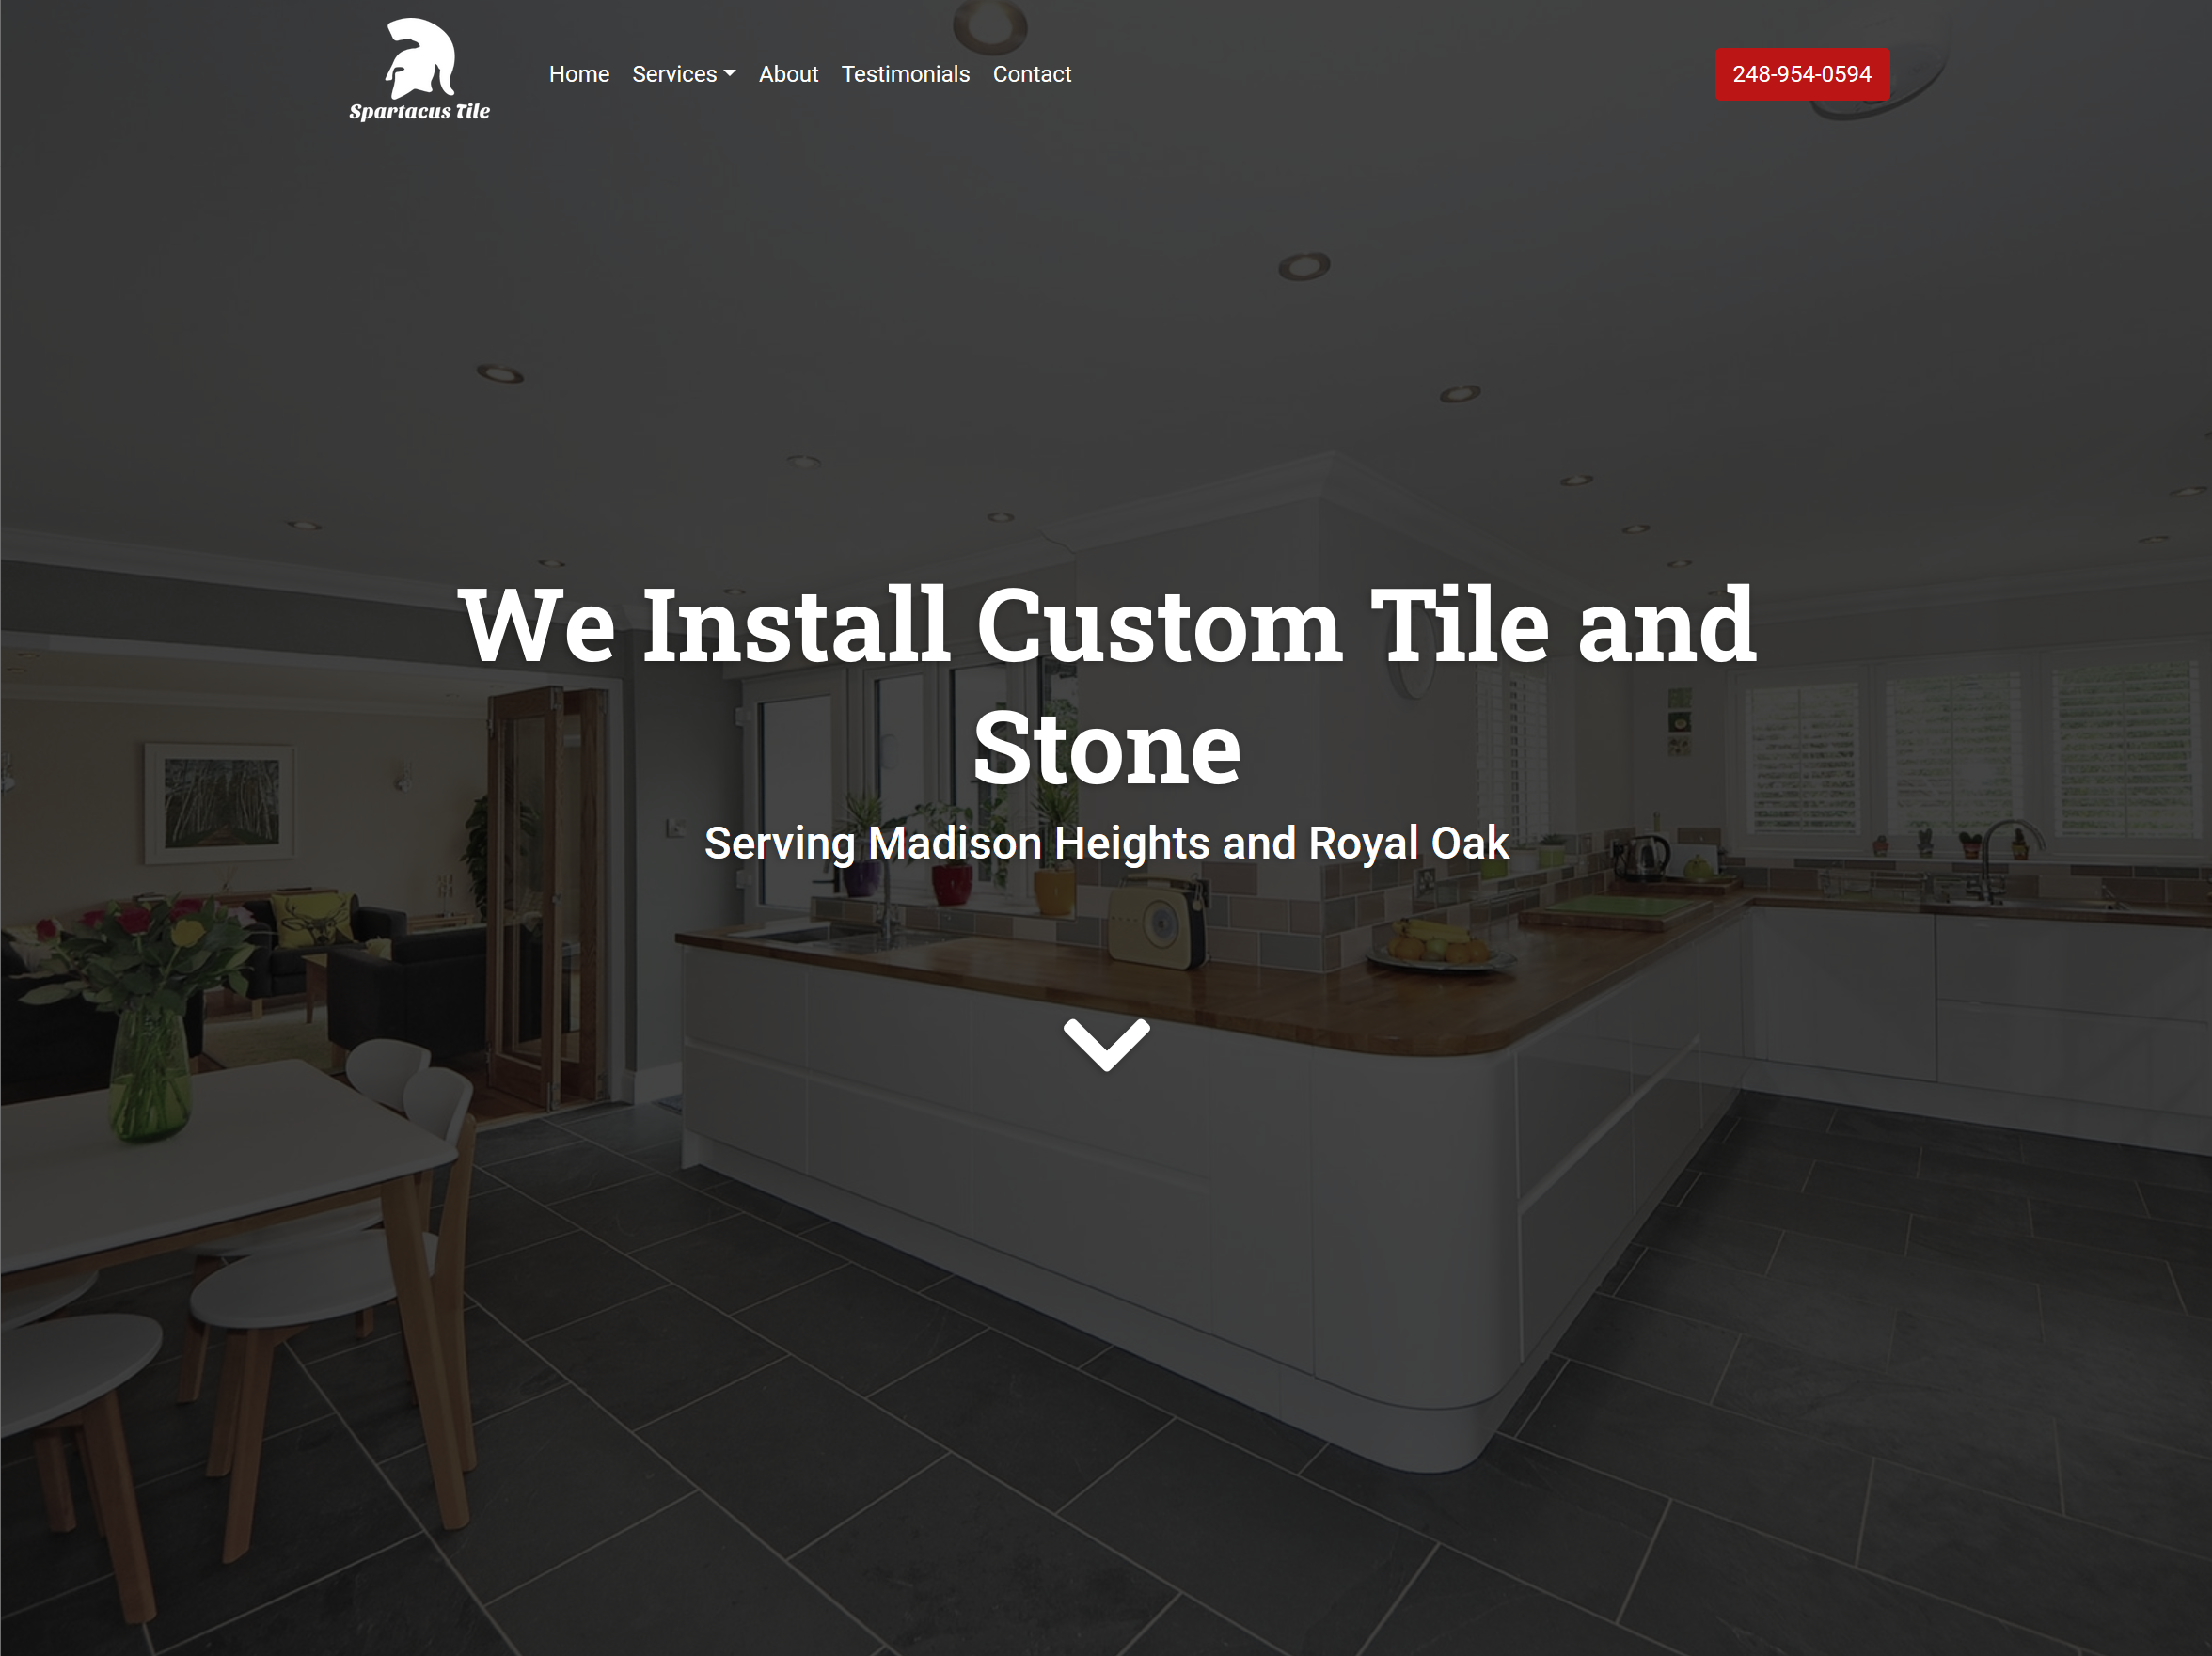 Spartacus Tile
Home Services About Testimonials Contact
248-954-0594
We Install Custom Tile and
Stone
Serving Madison Heights and Royal Oak